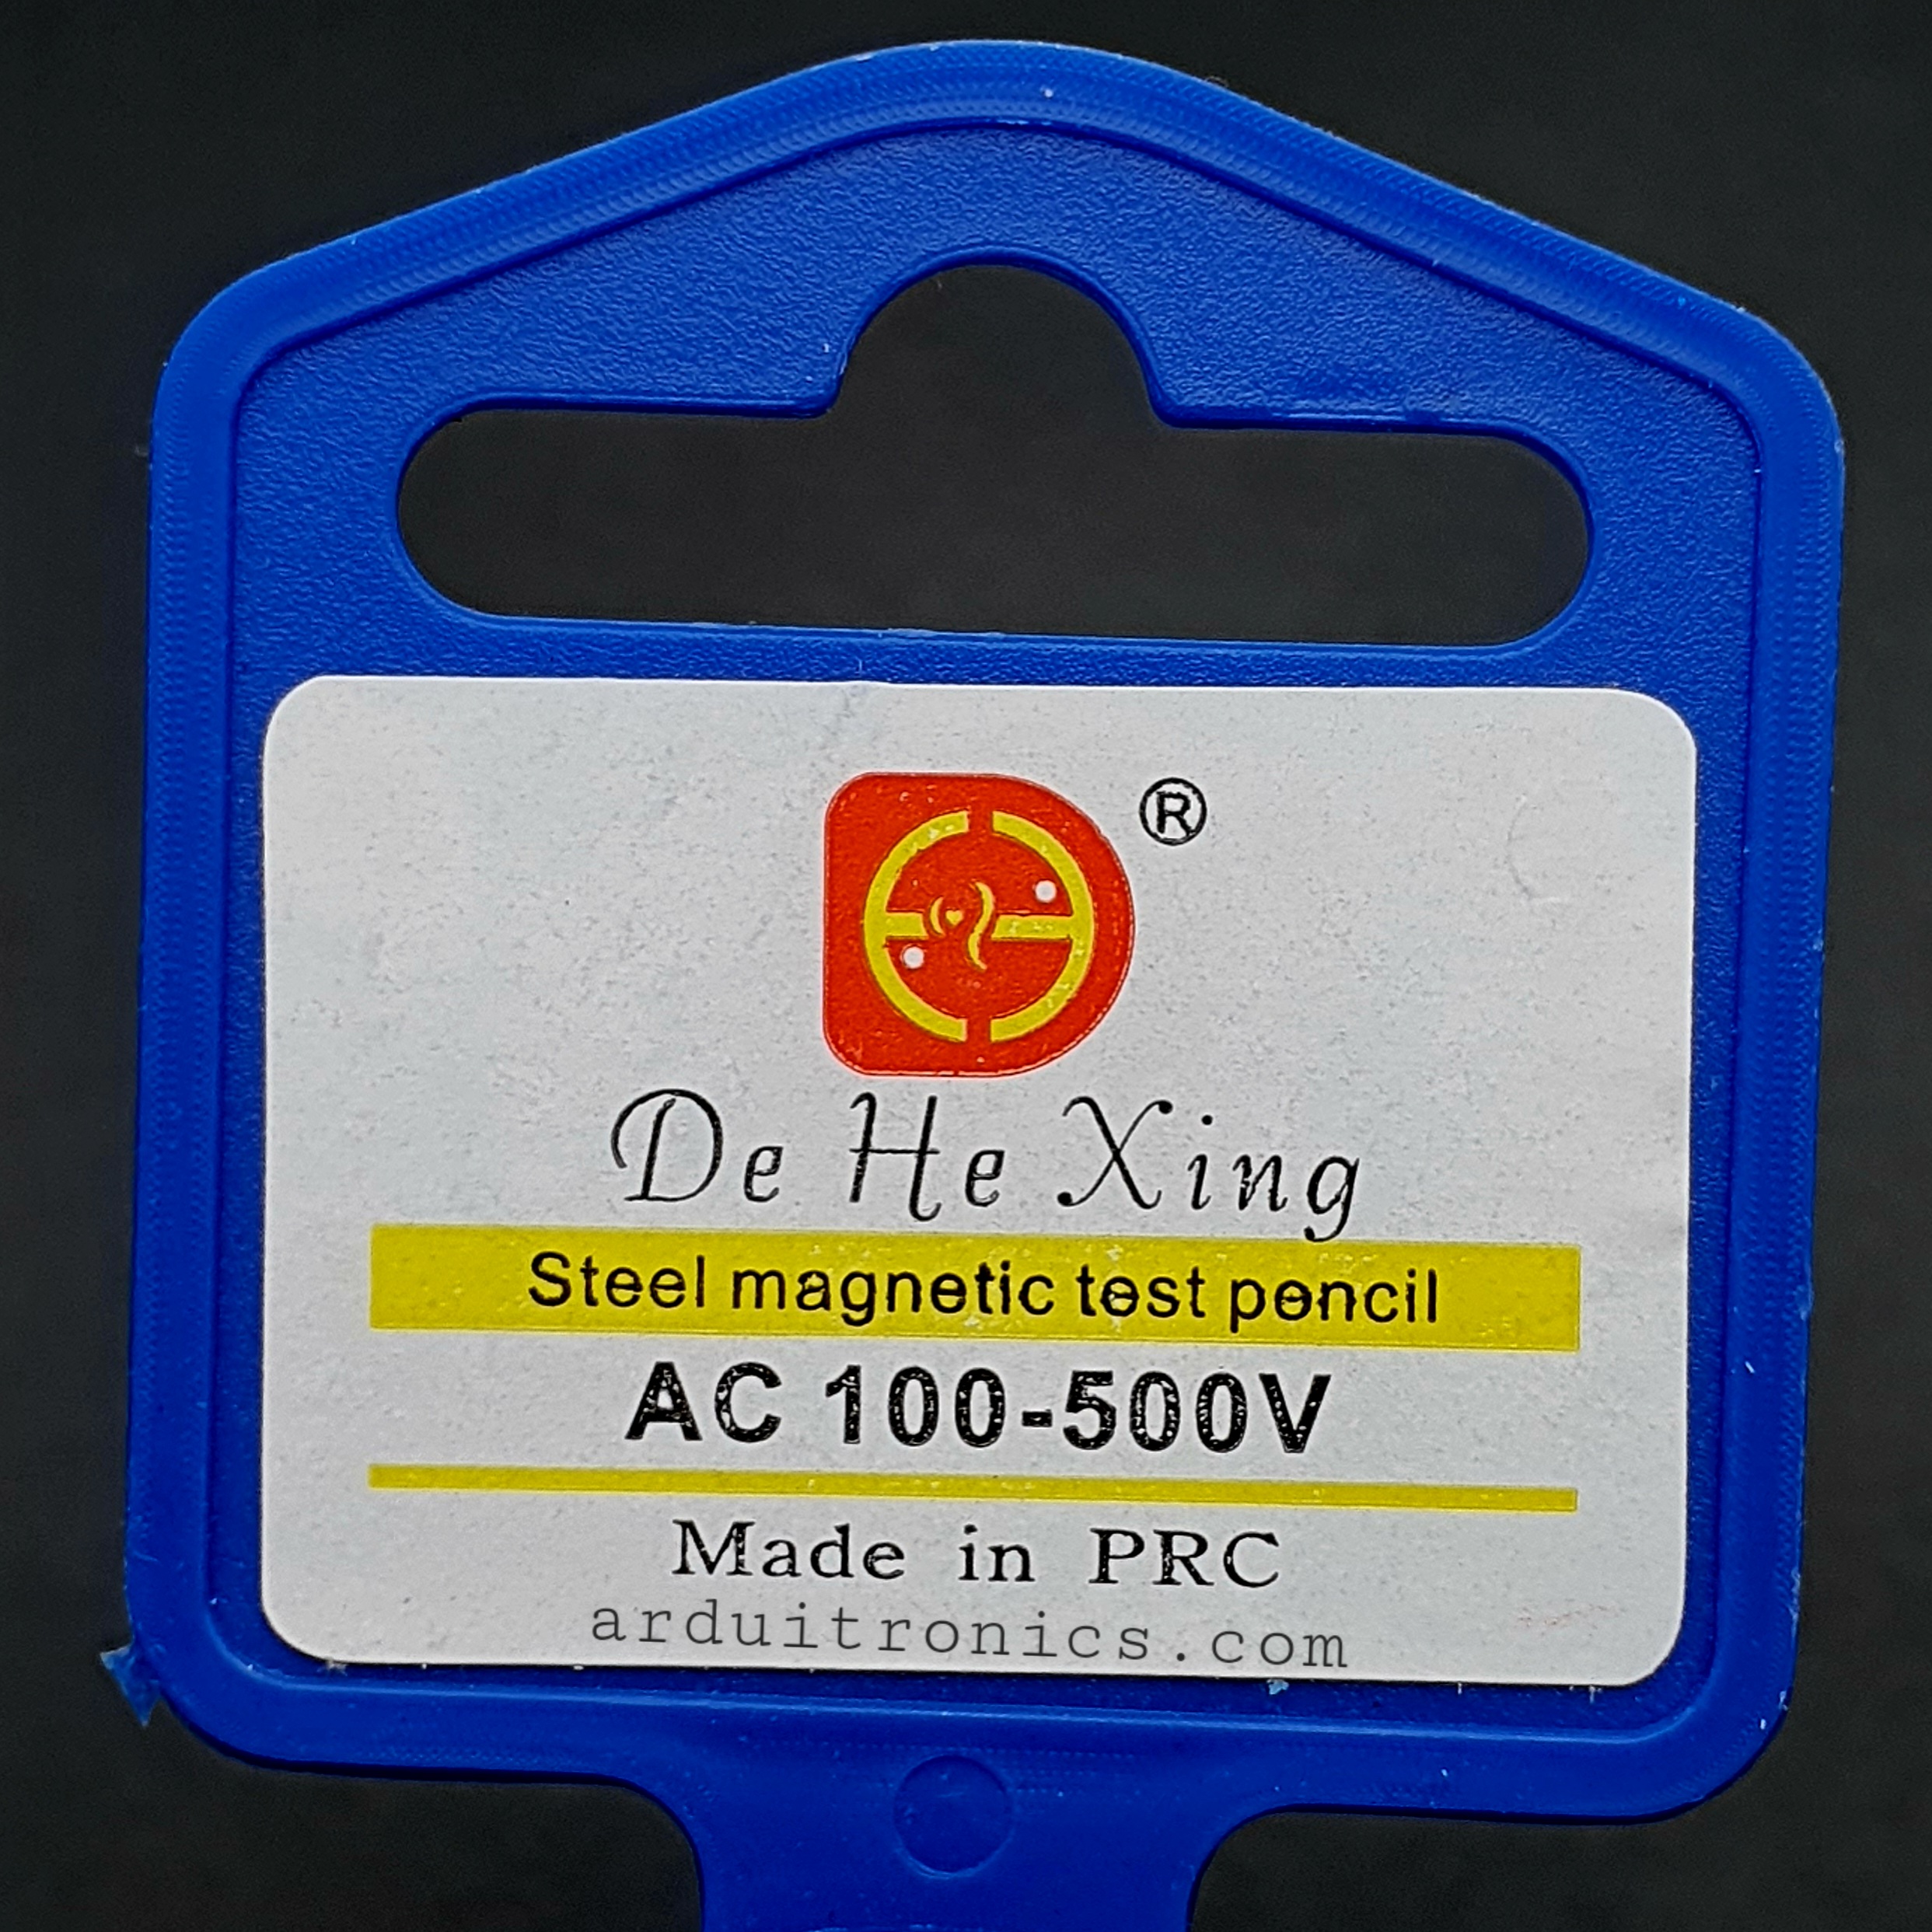 ®
De He Xing
Steel magnetic test pencil
AC 100-500V
Made in PRC
arduitronics.com